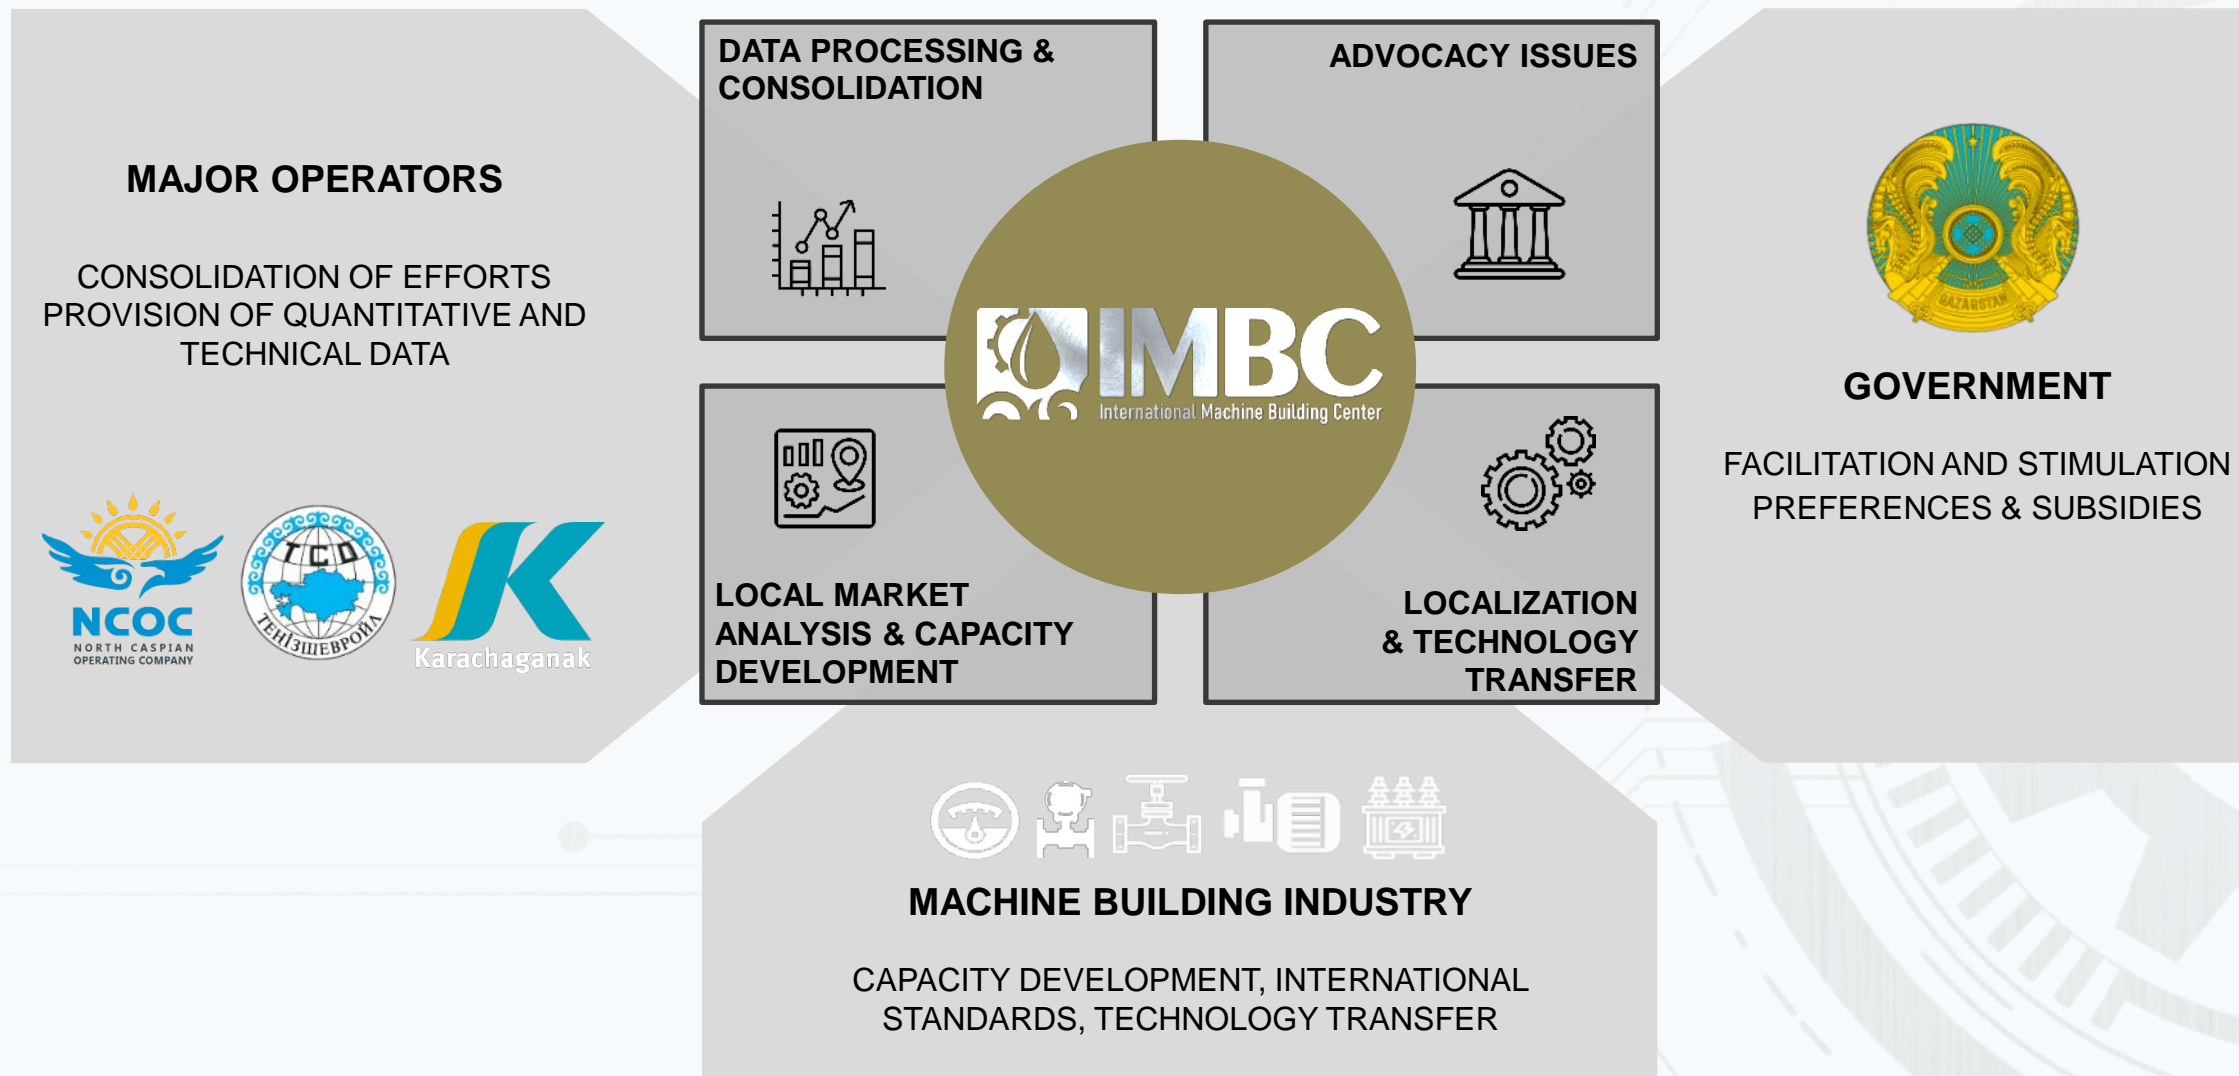 MAJOR OPERATORS
CONSOLIDATION OF EFFORTS
PROVISION OF QUANTITATIVE AND
TECHNICAL DATA
NCOC
NORTH CASPIAN
OPERATING COMPANY
ТСО
ТЕҢІЗШЕВРОЙЛ
Karachaganak
DATA PROCESSING &
CONSOLIDATION
ADVOCACY ISSUES
IMBC
International Machine Building Center
LOCAL MARKET
ANALYSIS & CAPACITY
DEVELOPMENT
LOCALIZATION
& TECHNOLOGY
TRANSFER
QAZAQSTAN
GOVERNMENT
FACILITATION AND STIMULATION
PREFERENCES & SUBSIDIES
MACHINE BUILDING INDUSTRY
CAPACITY DEVELOPMENT, INTERNATIONAL
STANDARDS, TECHNOLOGY TRANSFER